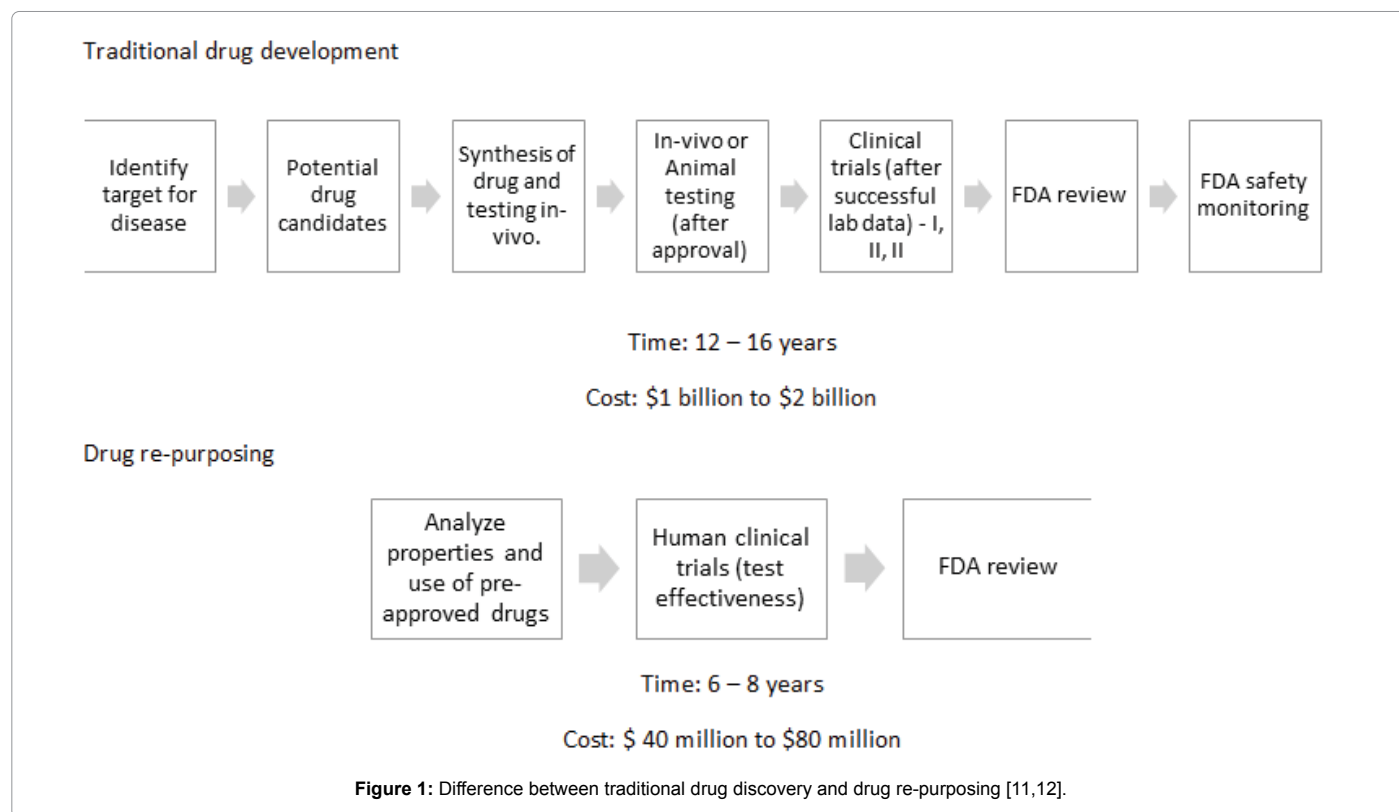 Traditional drug development
Identify
target for
disease
Potential
drug
candidates
Synthesis of
drug and
testing in-
vivo.
In-vivo or
Animal
testing
(after
approval)
Clinical
trials (after
successful
lab data) - I,
II, II
FDA review
FDA safety
monitoring
Time: 12 – 16 years
Cost: $1 billion to $2 billion
Drug re-purposing
Analyze
properties and
use of pre-
approved drugs
Human clinical
trials (test
effectiveness)
FDA review
Time: 6 – 8 years
Cost: $ 40 million to $80 million
Figure 1: Difference between traditional drug discovery and drug re-purposing [11,12].